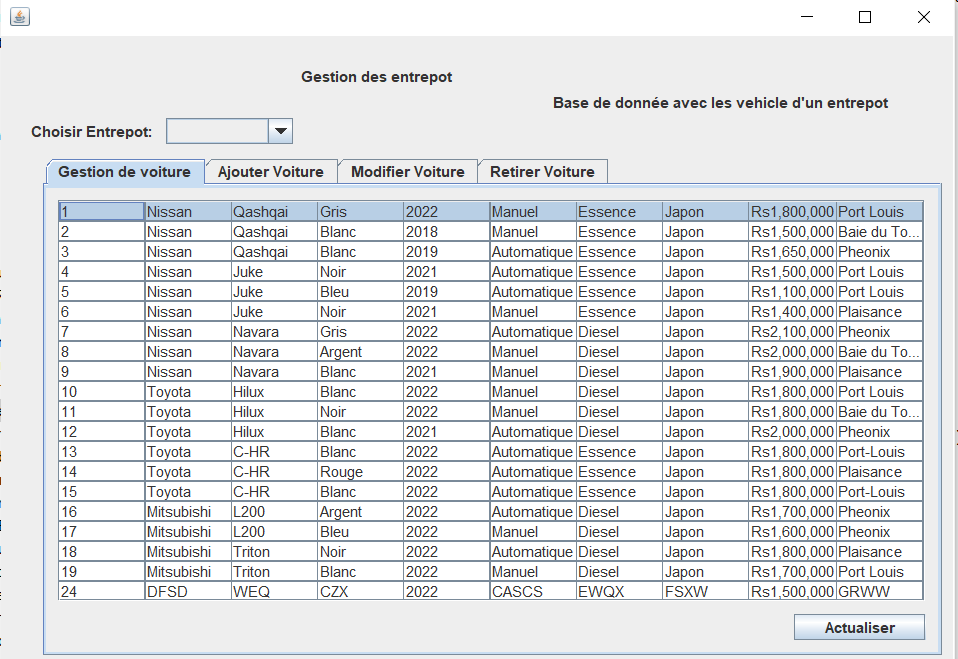 Gestion des entrepot
Base de donnée avec les vehicle d'un entrepot
Choisir Entrepot:
Gestion de voiture Ajouter Voiture Modifier Voiture Retirer Voiture
1 Nissan Qashqai Gris 2022 Manuel Essence Japon Rs1,800,000 Port Louis
2 Nissan Qashqai Blanc 2018 Manuel Essence Japon Rs1,500,000 Baie du To...
3 Nissan Qashqai Blanc 2019 Automatique Essence Japon Rs1,650,000 Pheonix
4 Nissan Juke Noir 2021 Manuel Essence Japon Rs1,500,000 Port Louis
5 Nissan Juke Bleu 2019 Automatique Essence Japon Rs1,100,000 Port Louis
6 Nissan Juke Noir 2021 Manuel Essence Japon Rs1,400,000 Plaisance
7 Nissan Navara Gris 2022 Automatique Diesel Japon Rs2,100,000 Pheonix
8 Nissan Navara Argent 2022 Manuel Diesel Japon Rs2,000,000 Baie du To...
9 Nissan Navara Blanc 2021 Manuel Diesel Japon Rs1,900,000 Plaisance
10 Toyota Hilux Blanc 2022 Manuel Diesel Japon Rs1,800,000 Port Louis
11 Toyota Hilux Noir 2022 Manuel Diesel Japon Rs1,800,000 Baie du To...
12 Toyota Hilux Blanc 2021 Automatique Diesel Japon Rs2,000,000 Pheonix
13 Toyota C-HR Blanc 2022 Automatique Essence Japon Rs1,800,000 Port-Louis
14 Toyota C-HR Rouge 2022 Automatique Essence Japon Rs1,800,000 Plaisance
15 Toyota C-HR Blanc 2022 Automatique Essence Japon Rs1,800,000 Port-Louis
16 Mitsubishi L200 Argent 2022 Automatique Diesel Japon Rs1,700,000 Pheonix
17 Mitsubishi L200 Bleu 2022 Manuel Diesel Japon Rs1,600,000 Pheonix
18 Mitsubishi Triton Noir 2022 Automatique Diesel Japon Rs1,800,000 Plaisance
19 Mitsubishi Triton Blanc 2022 Manuel Diesel Japon Rs1,700,000 Port Louis
24 DFSD WEQ CZX 2022 CASCS EWQX FSXW Rs1,500,000 GRWW
Actualiser